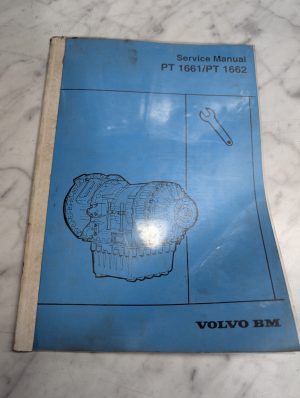 Service Manual
PT 1661/PT 1662
VOLVO BM